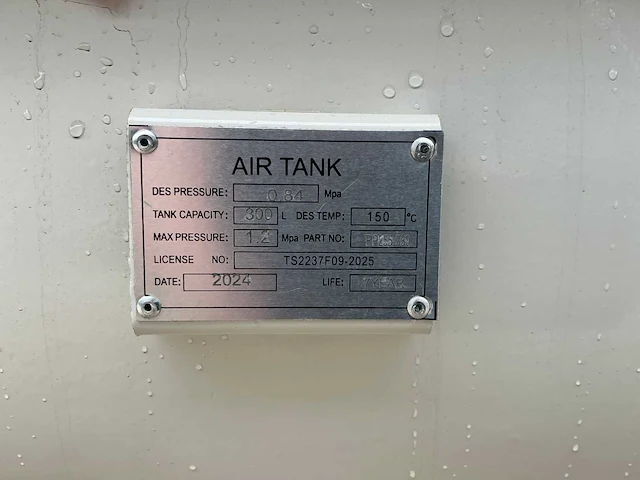 AIR TANK
DES PRESSURE: 0.84 Mpa
TANK CAPACITY: 300 L DES TEMP: 150 °C
MAX PRESSURE: 1.2 Mpa PART NO:
LICENSE NO: TS2237F09-2025
DATE: 2024 LIFE: